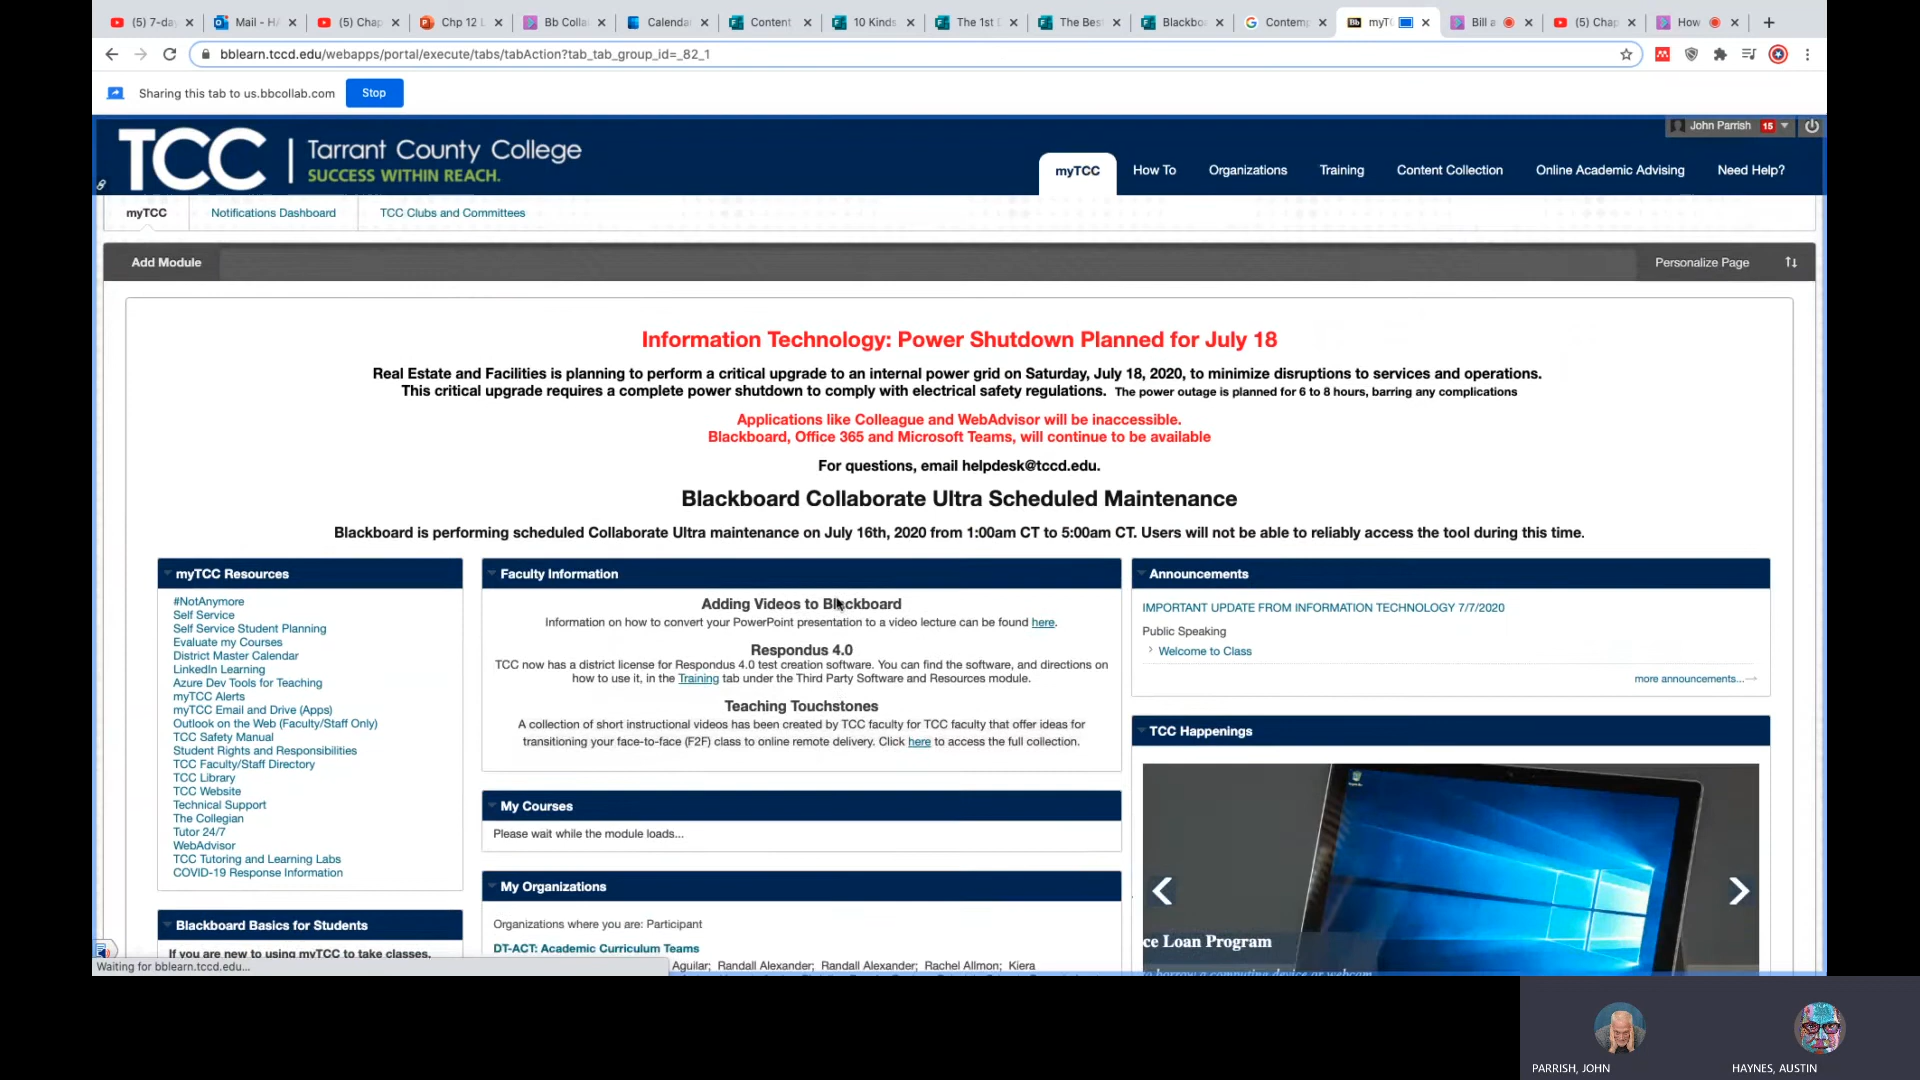 (5) 7-da
Mail - H
(5) Chap
Chp 12 L
Bb Colla
Calenda
Content
10 Kinds
The 1st
The Best
Blackbo
Contemp
myT
Bill a
(5) Chap
How
bblearn.tccd.edu/webapps/portal/execute/tabs/tabAction?tab_tab_group_id=_82_1
Sharing this tab to us.bbcollab.com
Stop
John Parrish 15
TCC
Tarrant County College
SUCCESS WITHIN REACH.
myTCC
How To
Organizations
Training
Content Collection
Online Academic Advising
Need Help?
myTCC
Notifications Dashboard
TCC Clubs and Committees
Add Module
Personalize Page
Information Technology: Power Shutdown Planned for July 18
Real Estate and Facilities is planning to perform a critical upgrade to an internal power grid on Saturday, July 18, 2020, to minimize disruptions to services and operations.
This critical upgrade requires a complete power shutdown to comply with electrical safety regulations. The power outage is planned for 6 to 8 hours, barring any complications
Applications like Colleague and WebAdvisor will be inaccessible.
Blackboard, Office 365 and Microsoft Teams, will continue to be available
For questions, email helpdesk@tccd.edu.
Blackboard Collaborate Ultra Scheduled Maintenance
Blackboard is performing scheduled Collaborate Ultra maintenance on July 16th, 2020 from 1:00am CT to 5:00am CT. Users will not be able to reliably access the tool during this time.
myTCC Resources
#NotAnymore
Self Service
Self Service Student Planning
Evaluate my Courses
District Master Calendar
LinkedIn Learning
Azure Dev Tools for Teaching
myTCC Alerts
myTCC Email and Drive (Apps)
Outlook on the Web (Faculty/Staff Only)
TCC Safety Manual
Student Rights and Responsibilities
TCC Faculty/Staff Directory
TCC Library
TCC Website
Technical Support
The Collegian
Tutor 24/7
WebAdvisor
TCC Tutoring and Learning Labs
COVID-19 Response Information
Blackboard Basics for Students
If you are new to using myTCC to take classes,
Faculty Information
Adding Videos to Blackboard
Information on how to convert your PowerPoint presentation to a video lecture can be found here.
Respondus 4.0
TCC now has a district license for Respondus 4.0 test creation software. You can find the software, and directions on
how to use it, in the Training tab under the Third Party Software and Resources module.
Teaching Touchstones
A collection of short instructional videos has been created by TCC faculty for TCC faculty that offer ideas for
transitioning your face-to-face (F2F) class to online remote delivery. Click here to access the full collection.
My Courses
Please wait while the module loads...
My Organizations
Organizations where you are: Participant
DT-ACT: Academic Curriculum Teams
Aguilar; Randall Alexander; Randall Alexander; Rachel Allmon; Kiera
Announcements
IMPORTANT UPDATE FROM INFORMATION TECHNOLOGY 7/7/2020
Public Speaking
Welcome to Class
more announcements...
TCC Happenings
ce Loan Program
to borrow a computing device or webcam
Waiting for bblearn.tccd.edu...
PARRISH, JOHN
HAYNES, AUSTIN